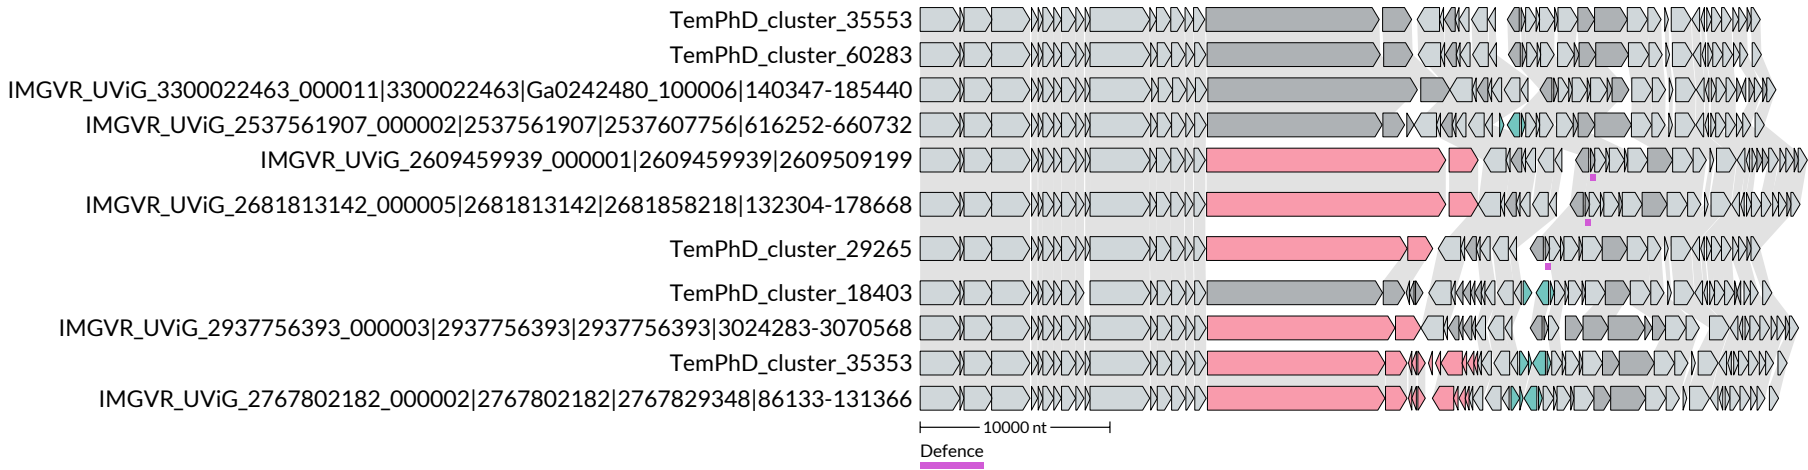 TemPhD_cluster_35553
TemPhD_cluster_60283
IMGVR_UViG_3300022463_000011|3300022463|Ga0242480_100006|140347-185440
IMGVR_UViG_2537561907_000002|2537561907|2537607756|616252-660732
IMGVR_UViG_2609459939_000001|2609459939|2609509199
IMGVR_UViG_2681813142_000005|2681813142|2681858218|132304-178668
TemPhD_cluster_29265
TemPhD_cluster_18403
IMGVR_UViG_2937756393_000003|2937756393|2937756393|3024283-3070568
TemPhD_cluster_35353
IMGVR_UViG_2767802182_000002|2767802182|2767829348|86133-131366
10000 nt
Defence